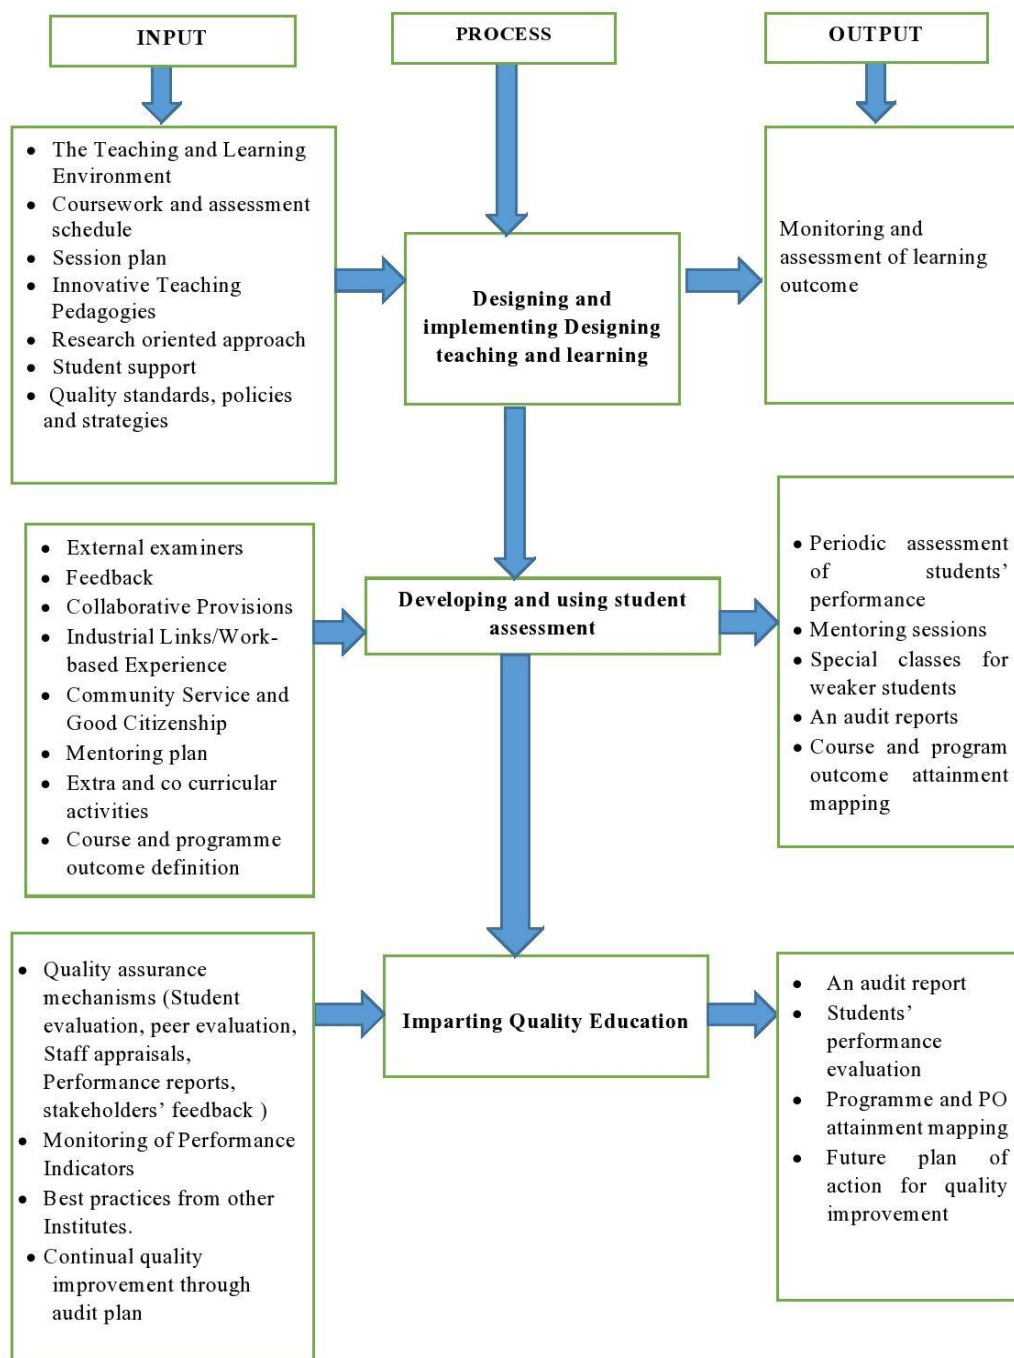 INPUT
PROCESS
OUTPUT
• The Teaching and Learning
Environment
• Coursework and assessment
schedule
• Session plan
• Innovative Teaching
Pedagogies
• Research oriented approach
• Student support
• Quality standards, policies
and strategies
Designing and
implementing Designing
teaching and learning
Monitoring and
assessment of learning
outcome
• External examiners
• Feedback
• Collaborative Provisions
• Industrial Links/Work-
based Experience
• Community Service and
Good Citizenship
• Mentoring plan
• Extra and co curricular
activities
• Course and programme
outcome definition
Developing and using student
assessment
• Periodic assessment
of students’
performance
• Mentoring sessions
• Special classes for
weaker students
• An audit reports
• Course and program
outcome attainment
mapping
• Quality assurance
mechanisms (Student
evaluation, peer evaluation,
Staff appraisals,
Performance reports,
stakeholders’ feedback )
• Monitoring of Performance
Indicators
• Best practices from other
Institutes.
• Continual quality
improvement through
audit plan
Imparting Quality Education
• An audit report
• Students’
performance
evaluation
• Programme and PO
attainment mapping
• Future plan of
action for quality
improvement